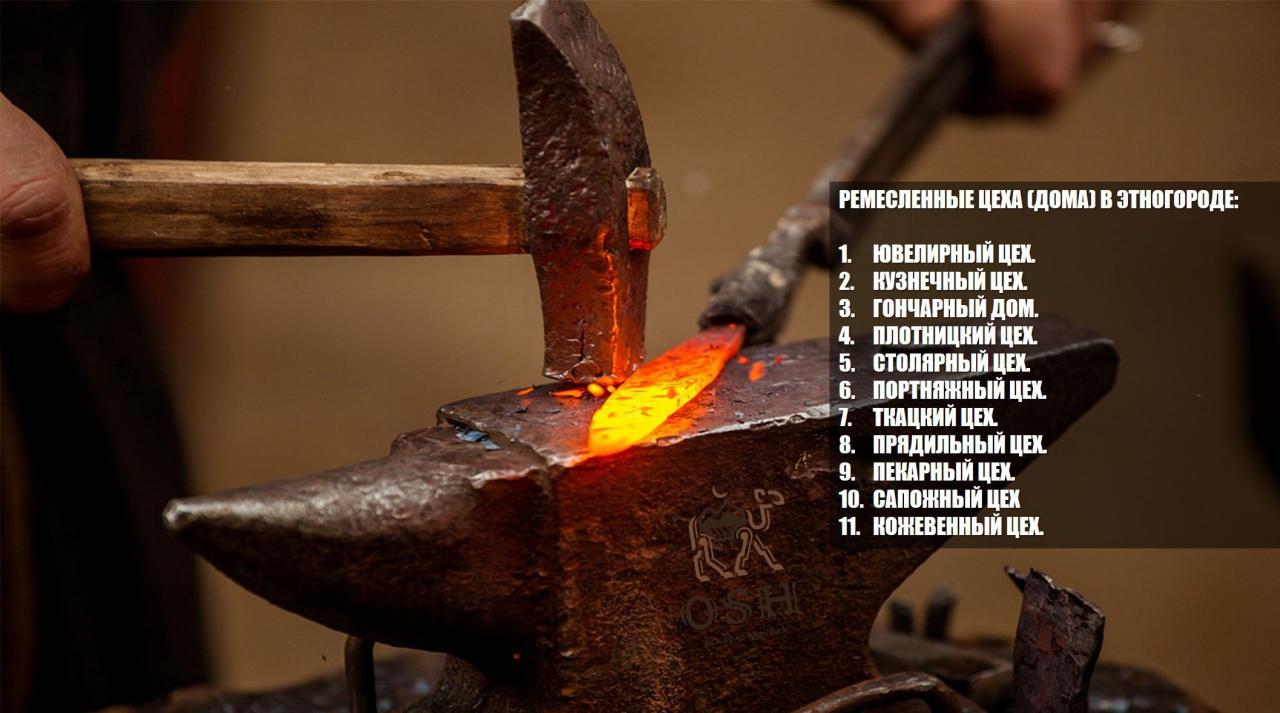 РЕМЕСЛЕННЫЕ ЦЕХА (ДОМА) В ЭТНОГОРОДЕ:
1. ЮВЕЛИРНЫЙ ЦЕХ.
2. КУЗНЕЧНЫЙ ЦЕХ.
3. ГОНЧАРНЫЙ ДОМ.
4. ПЛОТНИЦКИЙ ЦЕХ.
5. СТОЛЯРНЫЙ ЦЕХ.
6. ПОРТНЯЖНЫЙ ЦЕХ.
7. ТКАЦКИЙ ЦЕХ.
8. ПРЯДИЛЬНЫЙ ЦЕХ.
9. ПЕКАРНЫЙ ЦЕХ.
10. САПОЖНЫЙ ЦЕХ
11. КОЖЕВЕННЫЙ ЦЕХ.
OSH